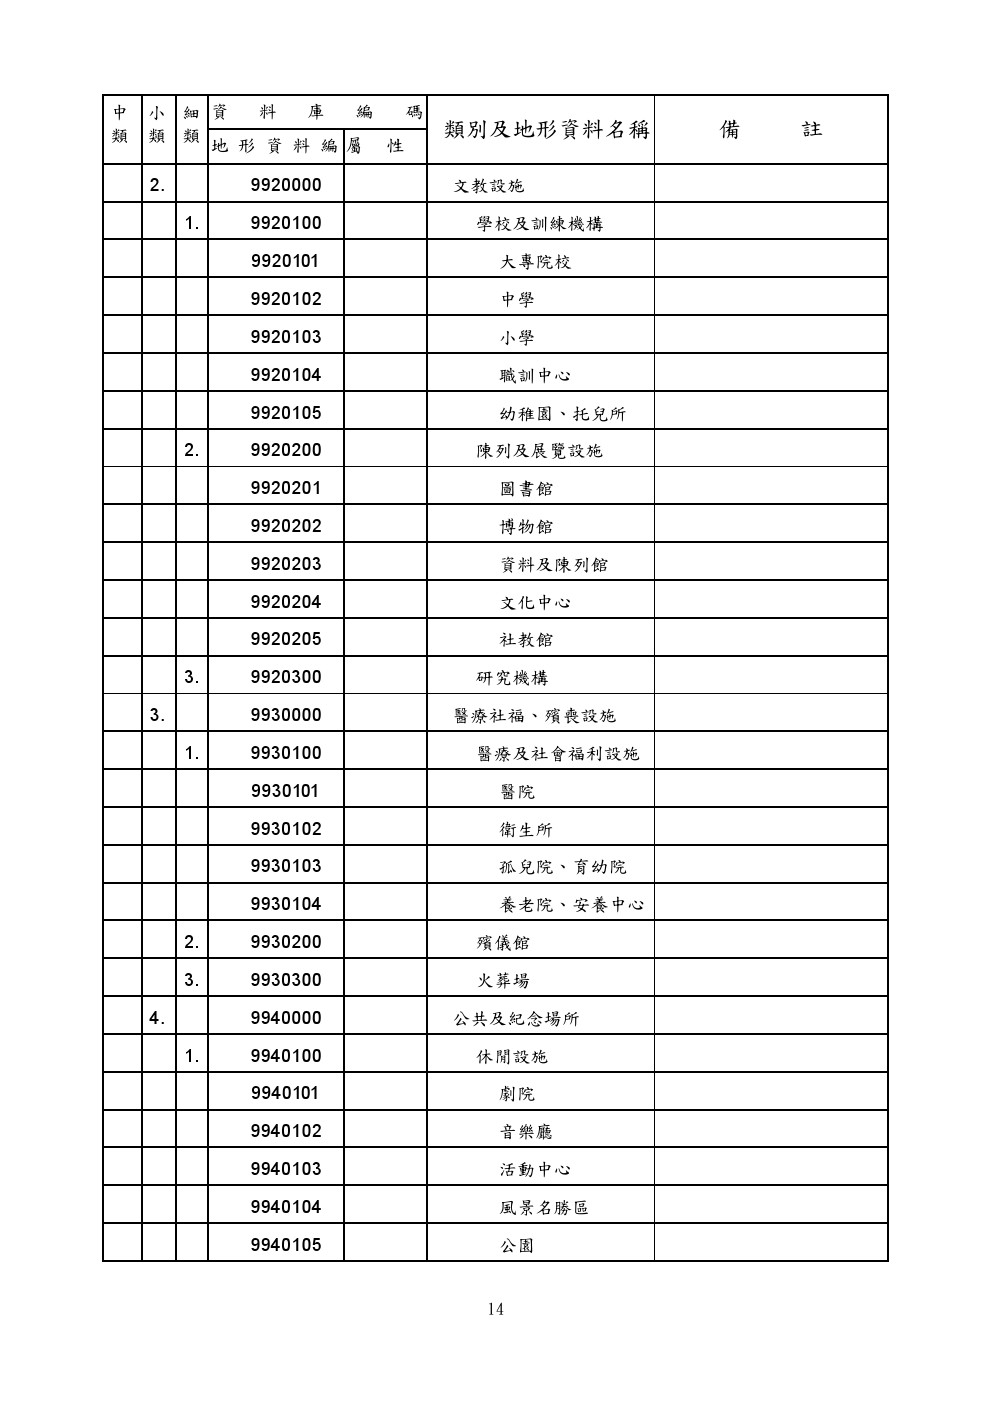 中類 小類 細類 資料庫編碼 類別及地形資料名稱 備註
地形資料編 屬性
2. 9920000 文教設施
1. 9920100 學校及訓練機構
9920101 大專院校
9920102 中學
9920103 小學
9920104 職訓中心
9920105 幼稚園、托兒所
2. 9920200 陳列及展覽設施
9920201 圖書館
9920202 博物館
9920203 資料及陳列館
9920204 文化中心
9920205 社教館
3. 9920300 研究機構
3. 9930000 醫療社福、殯喪設施
1. 9930100 醫療及社會福利設施
9930101 醫院
9930102 衛生所
9930103 孤兒院、育幼院
9930104 養老院、安養中心
2. 9930200 殯儀館
3. 9930300 火葬場
4. 9940000 公共及紀念場所
1. 9940100 休閒設施
9940101 劇院
9940102 音樂廳
9940103 活動中心
9940104 風景名勝區
9940105 公園
14